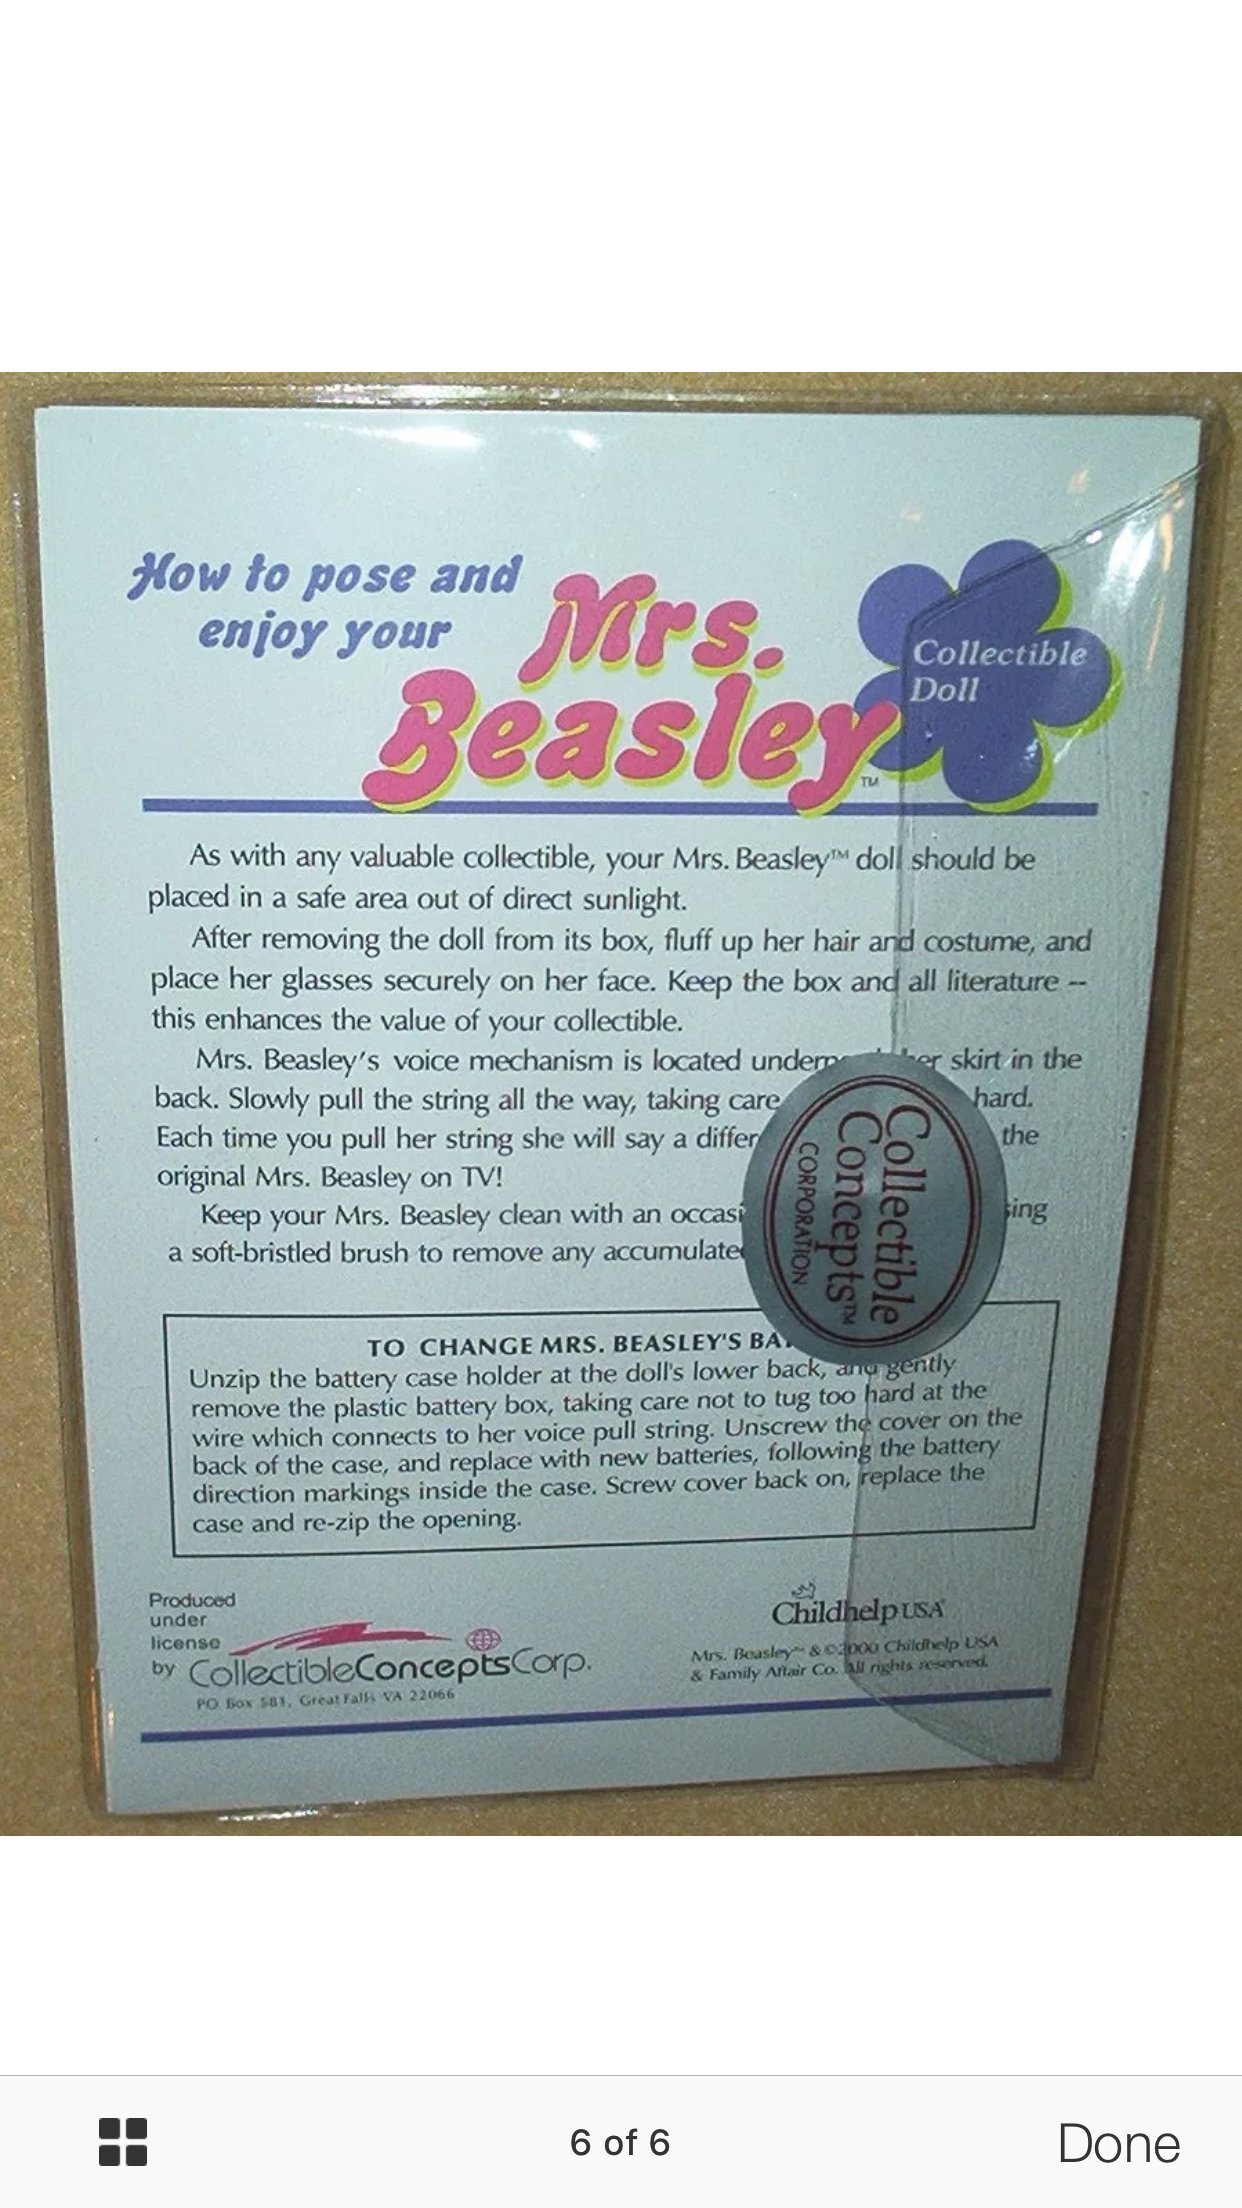 How to pose and
enjoy your
Mrs.
Beasley™
Collectible
Doll
As with any valuable collectible, your Mrs. Beasley™ doll should be
placed in a safe area out of direct sunlight.
After removing the doll from its box, fluff up her hair and costume, and
place her glasses securely on her face. Keep the box and all literature --
this enhances the value of your collectible.
Mrs. Beasley's voice mechanism is located her skirt in the
back. Slowly pull the string all the way, taking care hard.
Each time you pull her string she will say a the
original Mrs. Beasley on TV!
Keep your Mrs. Beasley clean with an
a soft-bristled brush to remove any
Collectible
Concepts™
CORPORATION
TO CHANGE MRS. BEASLEY'S
Unzip the battery case holder at the doll's lower back, and gently
remove the plastic battery box, taking care not to tug too hard at the
wire which connects to her voice pull string. Unscrew the cover on the
back of the case, and replace with new batteries, following the battery
direction markings inside the case. Screw cover back on, replace the
case and re-zip the opening.
Produced
under
license
by CollectibleConceptsCorp.
PO Box 581, Great Falls VA 22066
Childhelp USA
Mrs. Beasley™ & ©2000 Childhelp USA
& Family Affair Co. All rights reserved.
6 of 6
Done